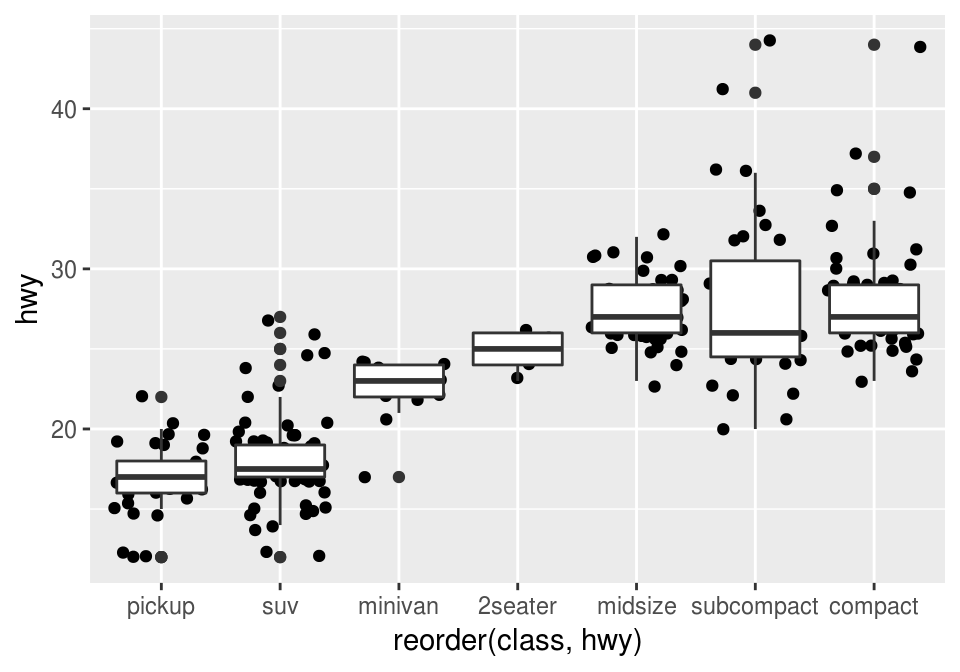 hwy
40
30
20
pickup suv minivan 2seater midsize subcompact compact
reorder(class, hwy)